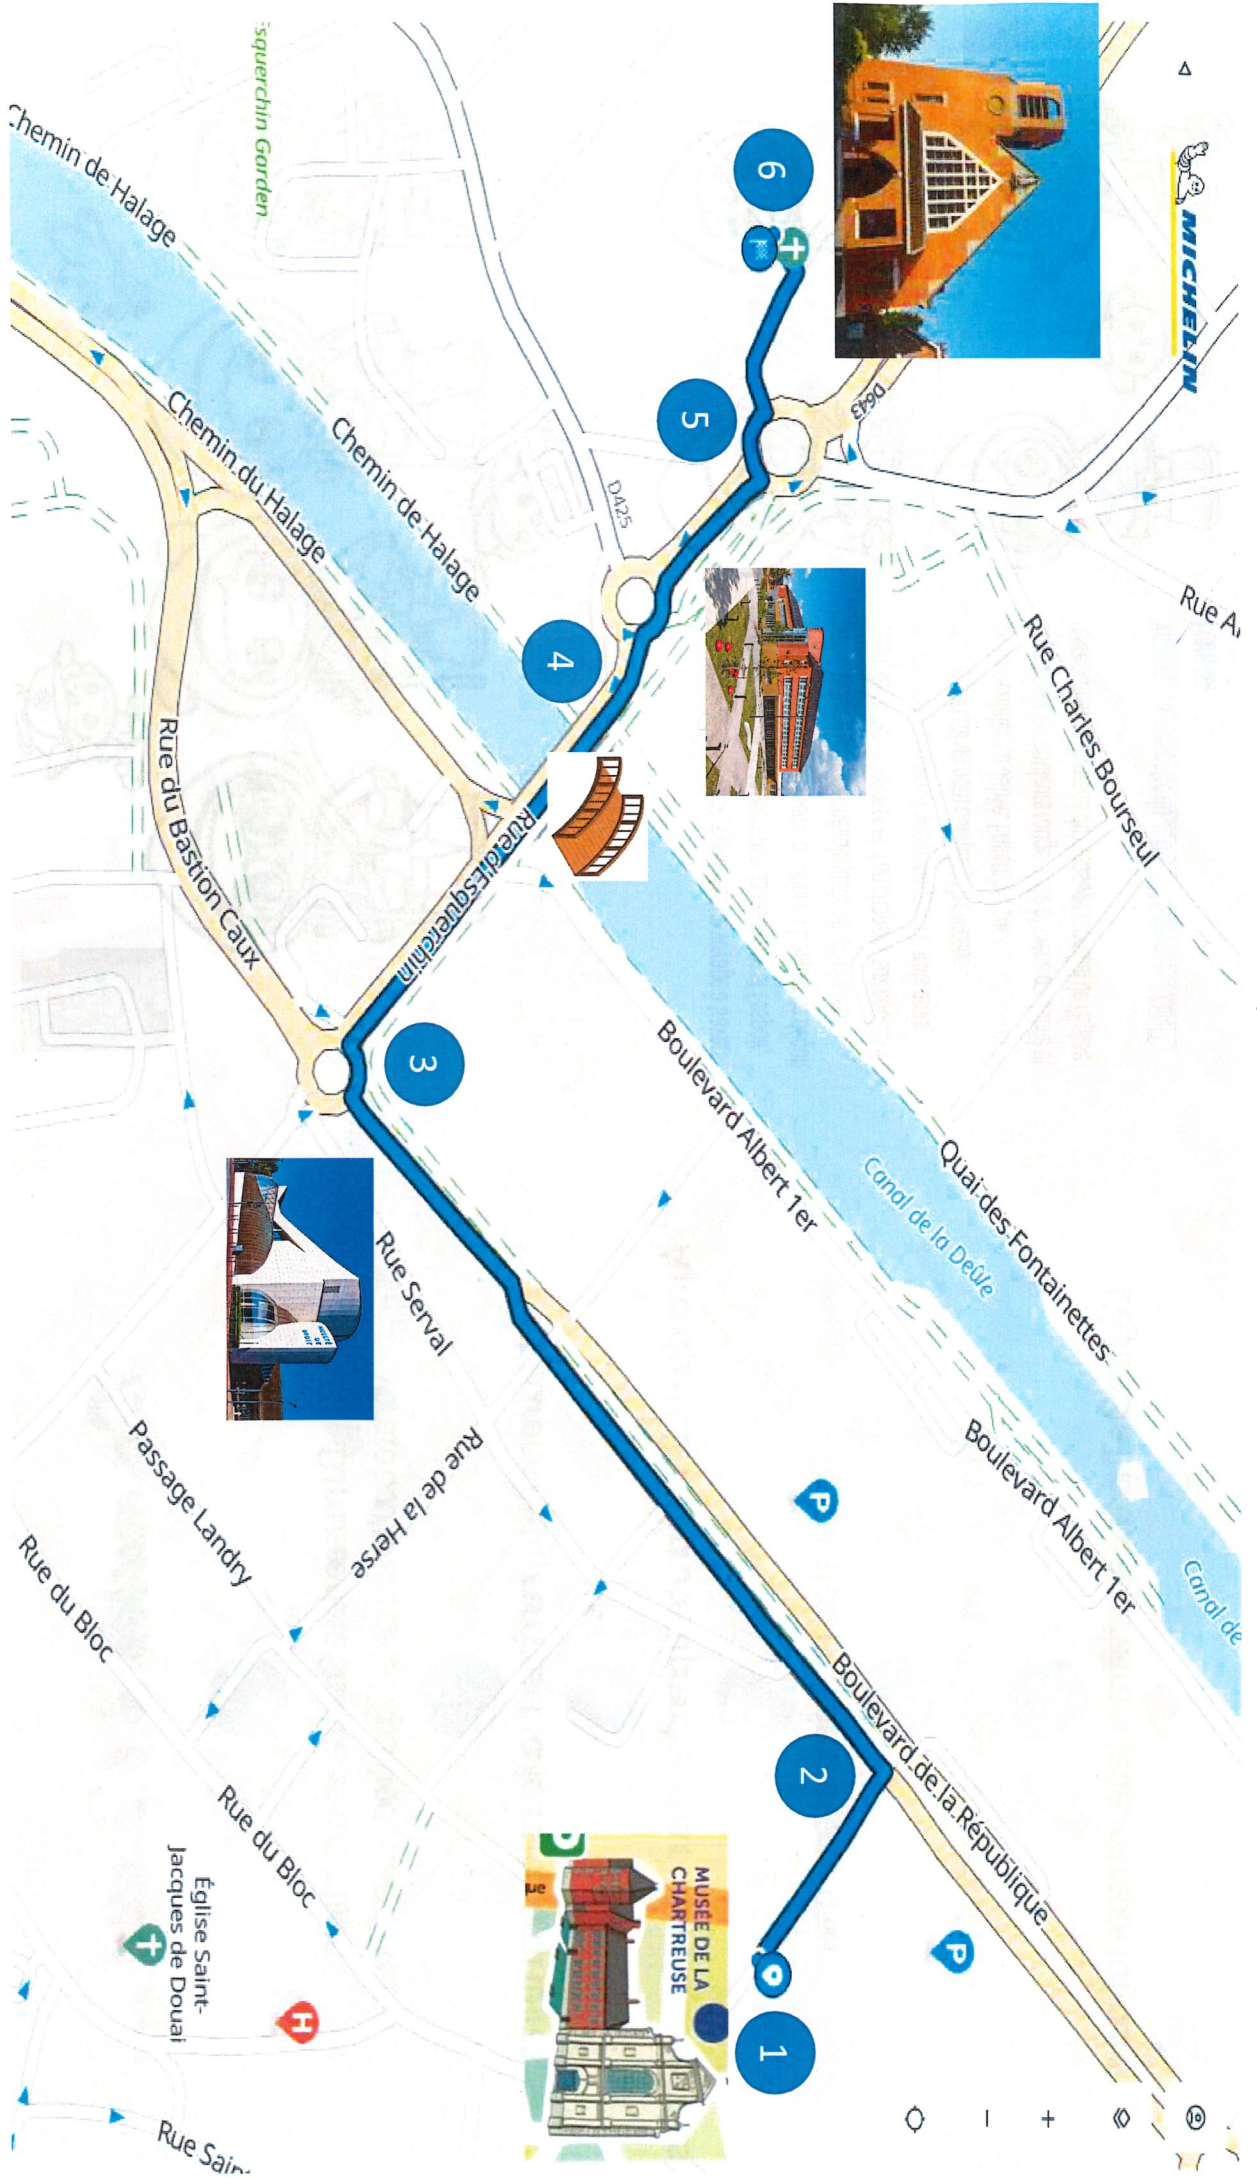 MICHELIN
Rue A
Canal de
Rue Charles Bourseul
Quai des Fontainettes
Canal de la Deûle
Boulevard Albert 1er
Boulevard Albert 1er
D643
Boulevard de la République
P
P
6
5
4
3
2
1
D425
MUSÉE DE LA
CHARTREUSE
que
Rue d'Esquerchin
Chemin de Halage
Chemin de Halage
Chemin du Halage
squerchin Garden
Rue du Bastion Caux
Rue Serval
Rue de la Herse
Passage Landry
Rue du Bloc
Rue du Bloc
H
Église Saint-
Jacques de Douai
Rue Saint